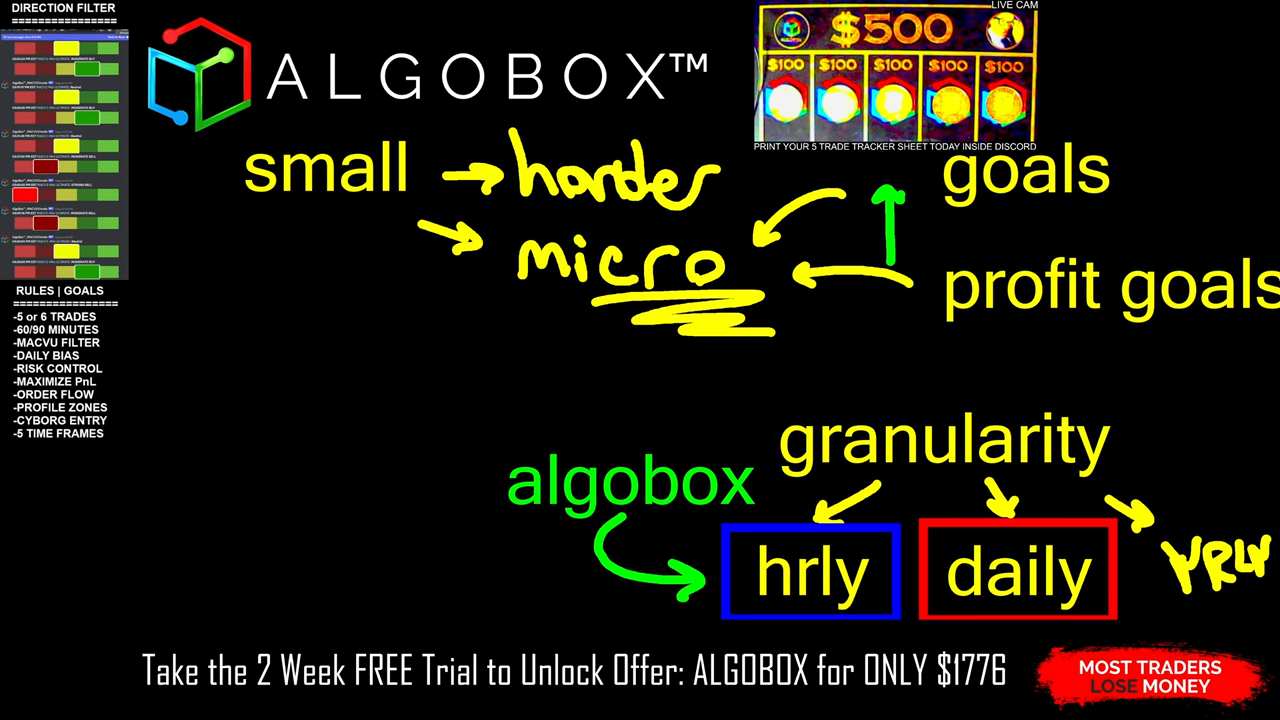 DIRECTION FILTER
===============
RULES | GOALS
===============
-5 or 6 TRADES
-60/90 MINUTES
-MACVU FILTER
-DAILY BIAS
-RISK CONTROL
-MAXIMIZE PnL
-ORDER FLOW
-PROFILE ZONES
-CYBORG ENTRY
-5 TIME FRAMES
ALGOBOX™
LIVE CAM
$500
$100 $100 $100 $100 $100
PRINT YOUR 5 TRADE TRACKER SHEET TODAY INSIDE DISCORD
small harder goals
micro profit goals
granularity
algobox
hrly daily YRLY
Take the 2 Week FREE Trial to Unlock Offer: ALGOBOX for ONLY $1776
MOST TRADERS
LOSE MONEY